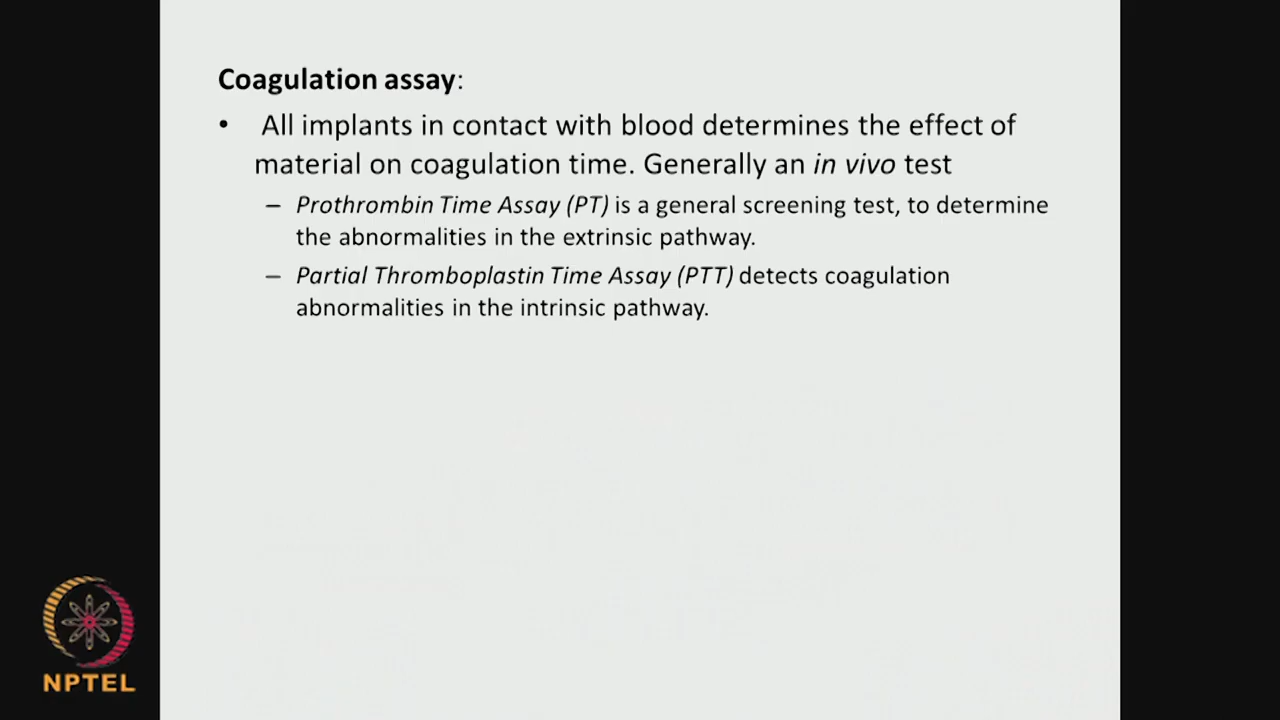 Coagulation assay:
• All implants in contact with blood determines the effect of
material on coagulation time. Generally an in vivo test
– Prothrombin Time Assay (PT) is a general screening test, to determine
the abnormalities in the extrinsic pathway.
– Partial Thromboplastin Time Assay (PTT) detects coagulation
abnormalities in the intrinsic pathway.
NPTEL